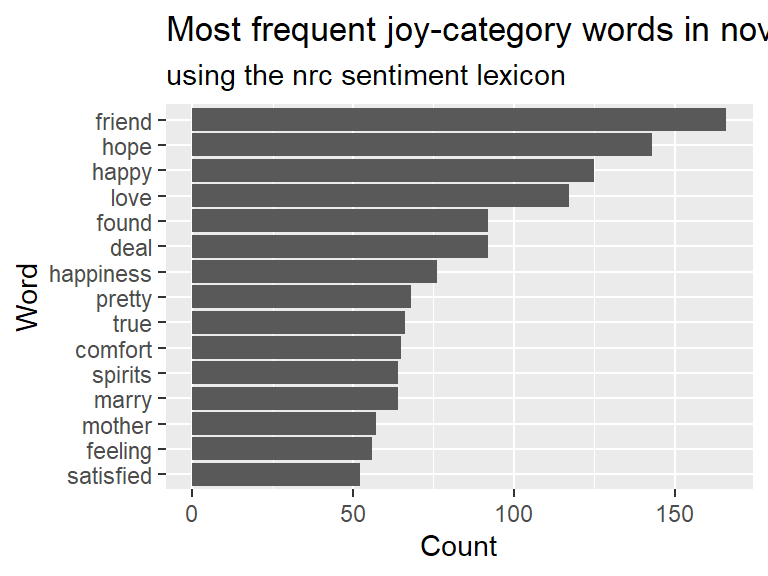 Most frequent joy-category words in nov
using the nrc sentiment lexicon
friend
hope
happy
love
found
deal
happiness
pretty
true
comfort
spirits
marry
mother
feeling
satisfied
Word
0 50 100 150
Count